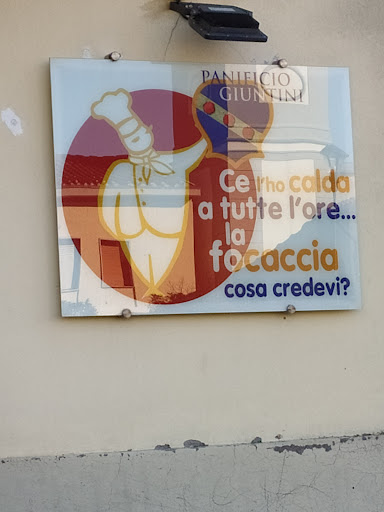 PANIFICIO
GIUNTINI
Ce l'ho calda
a tutte l'ore...
la
focaccia
cosa credevi?